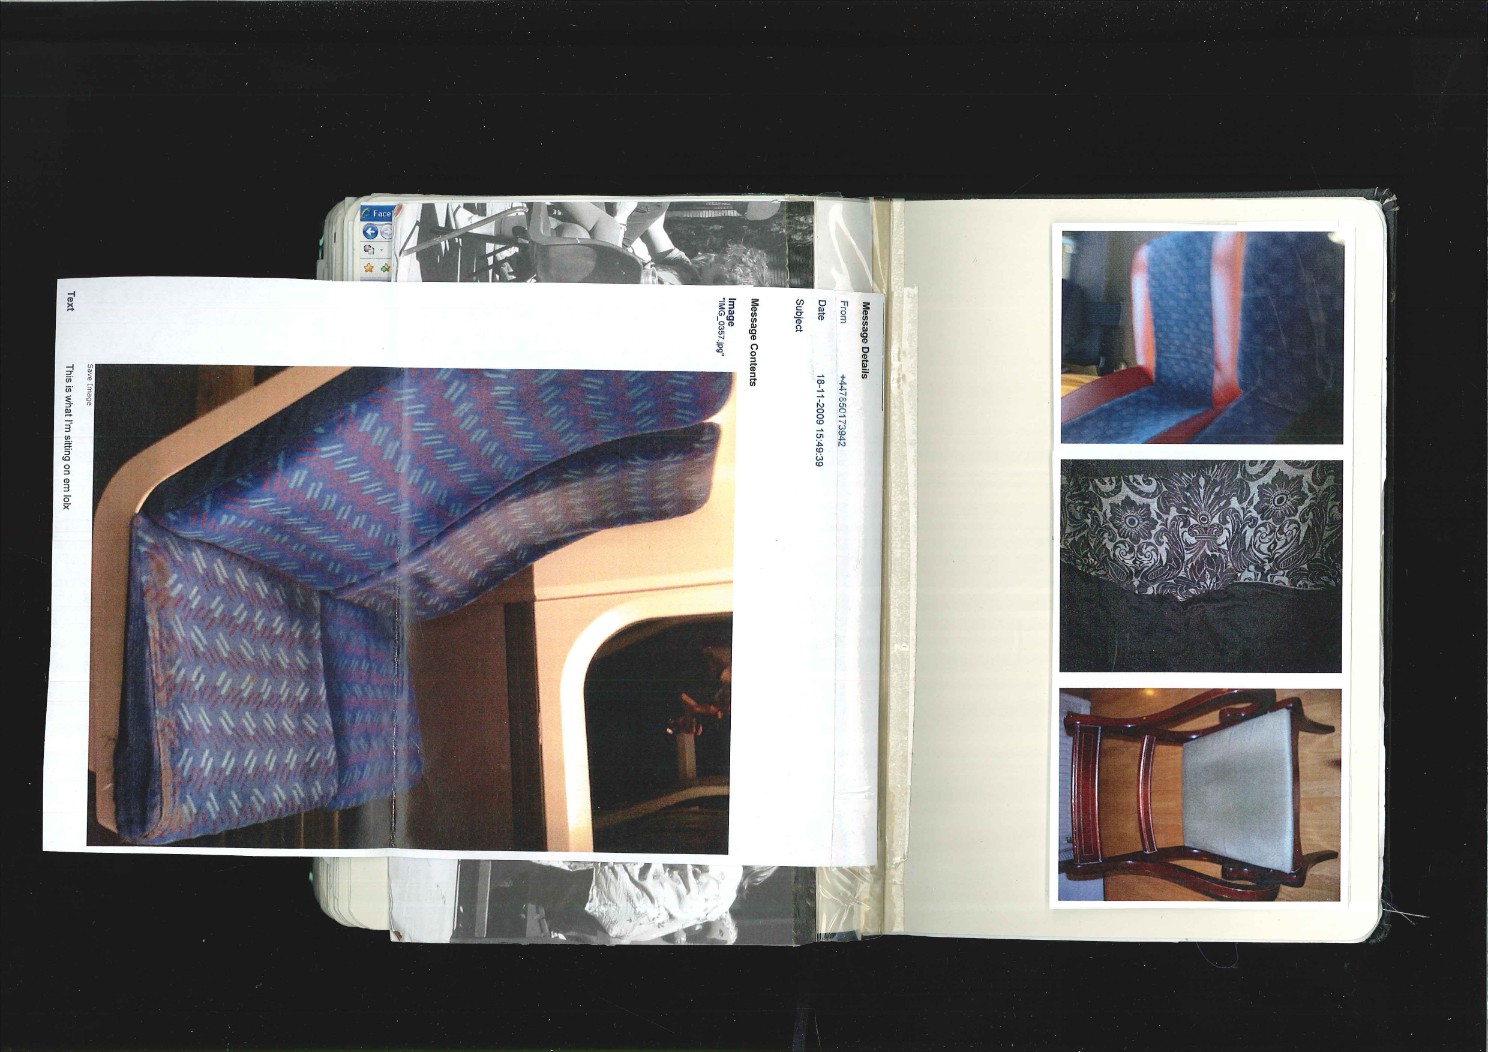 Message Details
From +447850173942
Date 18-11-2009 15:49:39
Subject
Message Contents
Image
"IMG_0357.jpg"
Save Image
Text This is what I'm sitting on em lolx
Face